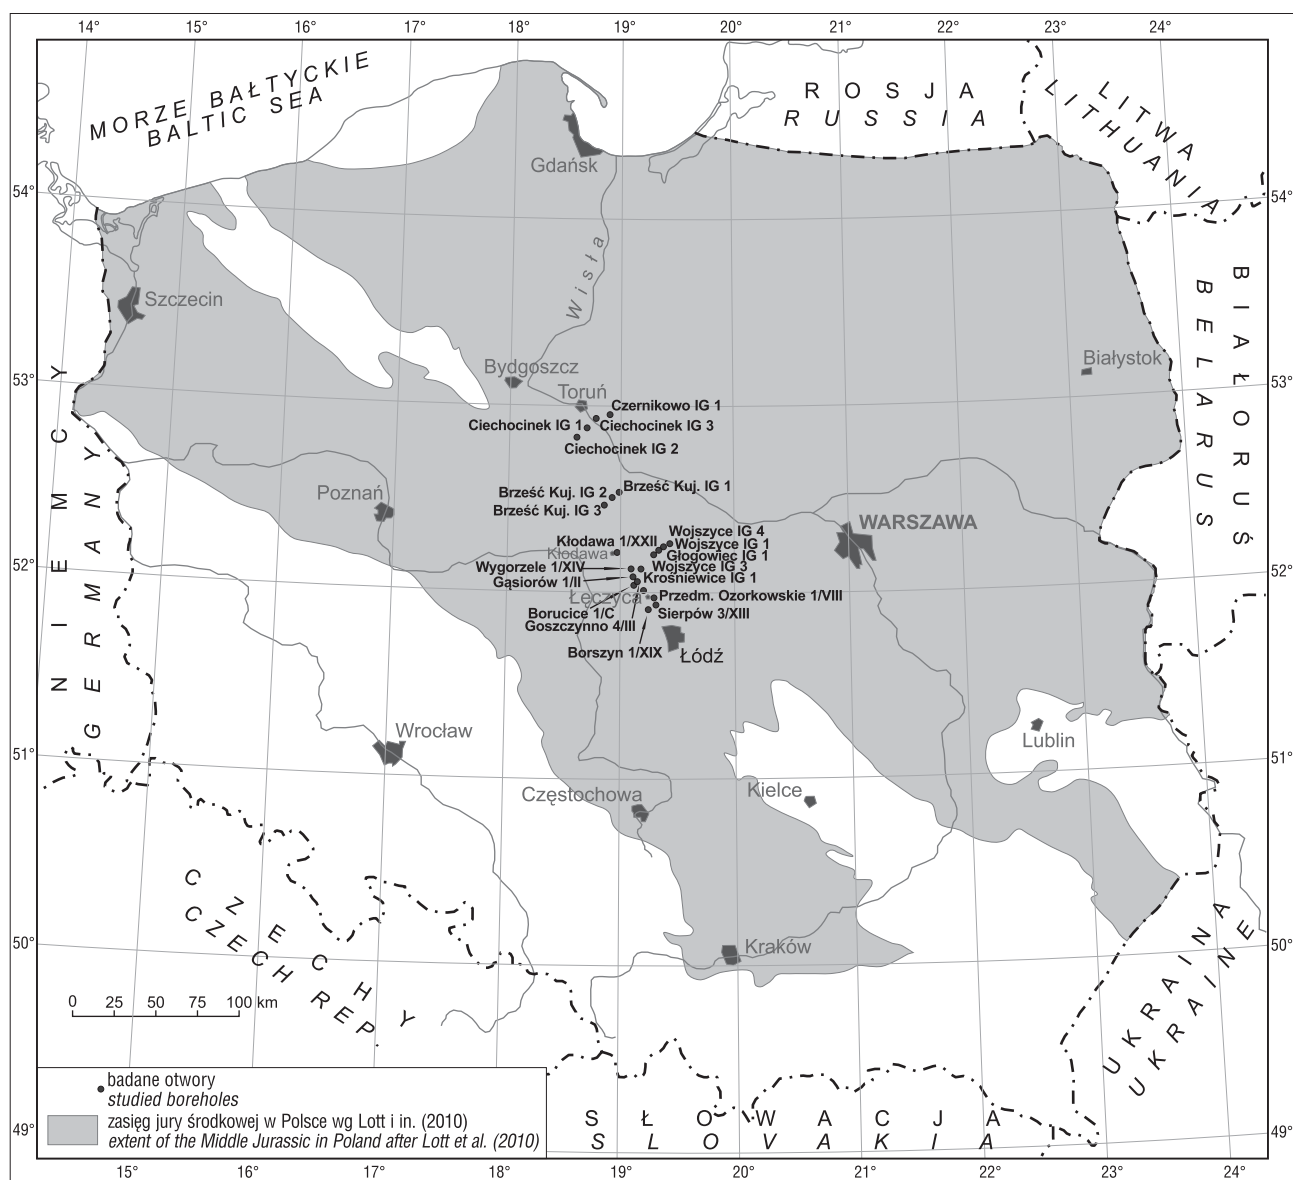 14° 15° 16° 17° 18° 19° 20° 21° 22° 23° 24°
MORZE BAŁTYCKIE
BALTIC SEA
ROSJA
RUSSIA
LITWA
LITHUANIA
Gdańsk
54° 54°
Wisła
BIAŁORUŚ
BELARUS
Szczecin
Białystok
Bydgoszcz
53° 53°
Toruń
Czernikowo IG 1
Ciechocinek IG 1
Ciechocinek IG 3
Ciechocinek IG 2
NIEMCY
GERMANY
Poznań
Brześć Kuj. IG 1
Brześć Kuj. IG 2
Brześć Kuj. IG 3
WARSZAWA
Wojszyce IG 4
Kłodawa 1/XXII
Wojszyce IG 1
Kłodawa
Głogowiec IG 1
52° 52°
Wygorzele 1/XIV
Wojszyce IG 3
Gąsiorów 1/II
Krośniewice IG 1
Łęczyca
Przedm. Ozorkowskie 1/VIII
Borucice 1/C
Sierpów 3/XIII
Goszczynno 4/III
Borszyn 1/XIX
Łódź
Wrocław
Lublin
51° 51°
Częstochowa
Kielce
CZECHY
CZECH REP.
50° 50°
Kraków
UKRAINA
UKRAINE
0 25 50 75 100 km
badane otwory
studied boreholes
zasięg jury środkowej w Polsce wg Lott i in. (2010)
extent of the Middle Jurassic in Poland after Lott et al. (2010)
SŁOWACJA
SLOVAKIA
49° 49°
15° 16° 17° 18° 19° 20° 21° 22° 23° 24°